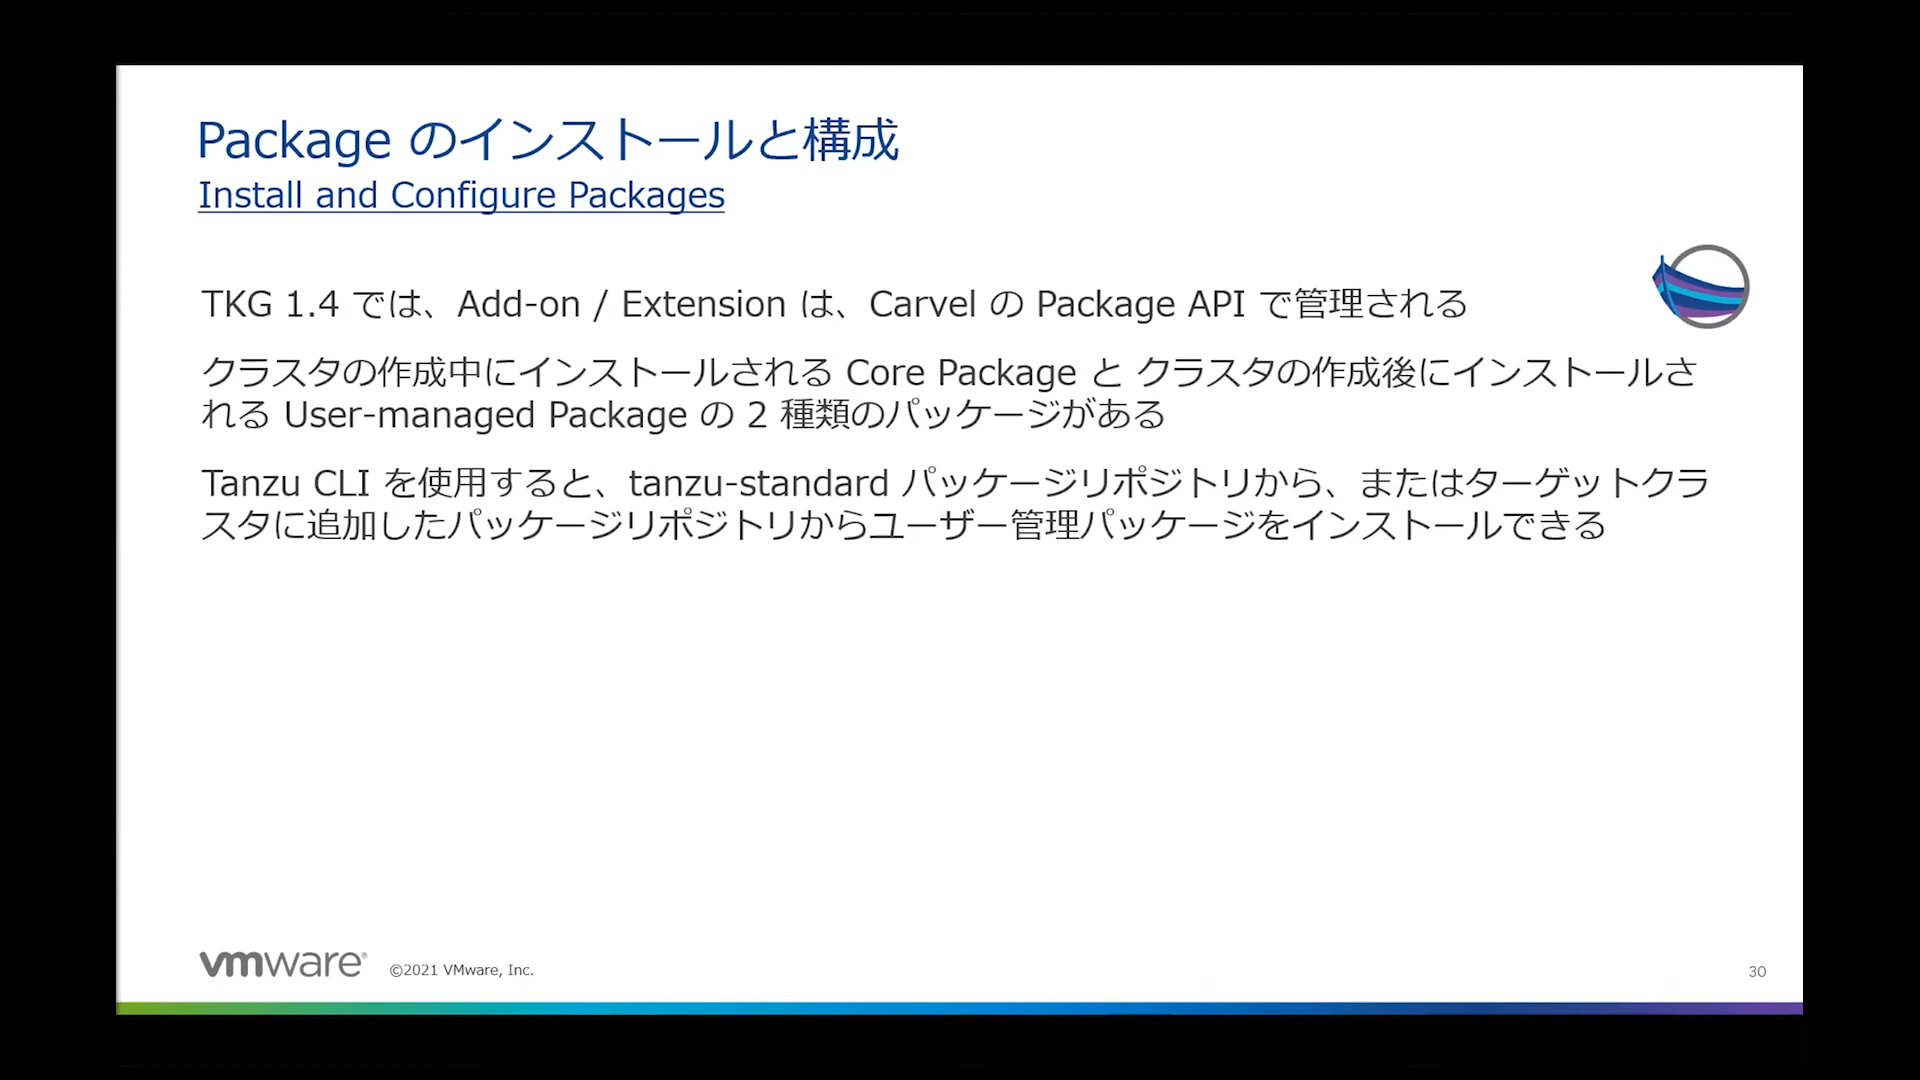 Package のインストールと構成
Install and Configure Packages
TKG 1.4 では、Add-on / Extension は、Carvel の Package API で管理される
クラスタの作成中にインストールされる Core Package と クラスタの作成後にインストールさ
れる User-managed Package の 2 種類のパッケージがある
Tanzu CLI を使用すると、tanzu-standard パッケージリポジトリから、またはターゲットクラ
スタに追加したパッケージリポジトリからユーザー管理パッケージをインストールできる
vmware® ©2021 VMware, Inc.
30